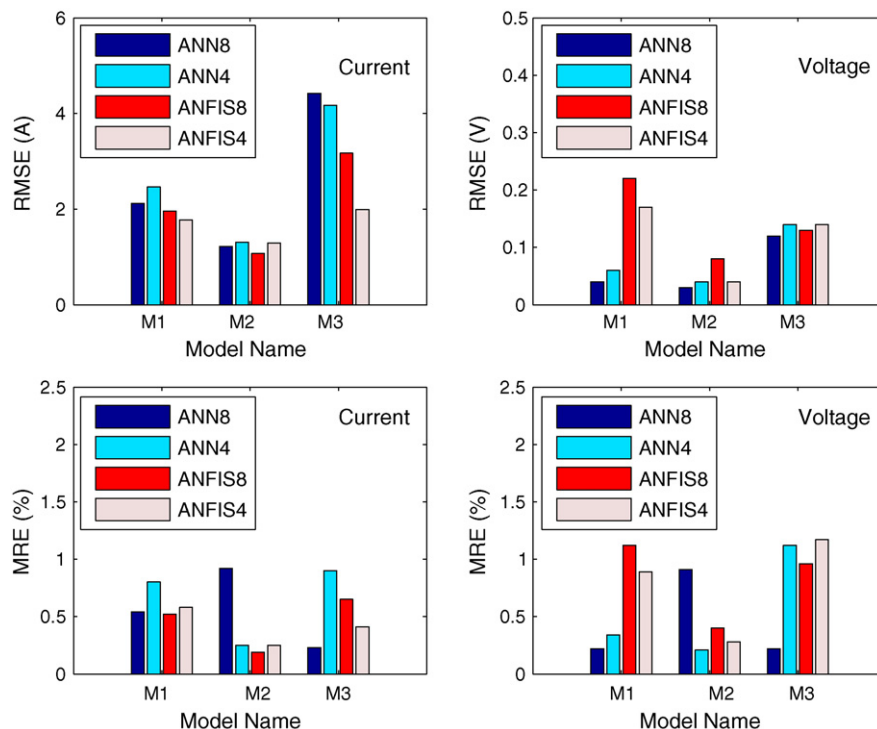 6
4
2
0
RMSE (A)
ANN8
ANN4
ANFIS8
ANFIS4
Current
M1
M2
M3
Model Name
0.5
0.4
0.3
0.2
0.1
0
RMSE (V)
ANN8
ANN4
ANFIS8
ANFIS4
Voltage
M1
M2
M3
Model Name
2.5
2
1.5
1
0.5
0
MRE (%)
ANN8
ANN4
ANFIS8
ANFIS4
Current
M1
M2
M3
Model Name
2.5
2
1.5
1
0.5
0
MRE (%)
ANN8
ANN4
ANFIS8
ANFIS4
Voltage
M1
M2
M3
Model Name